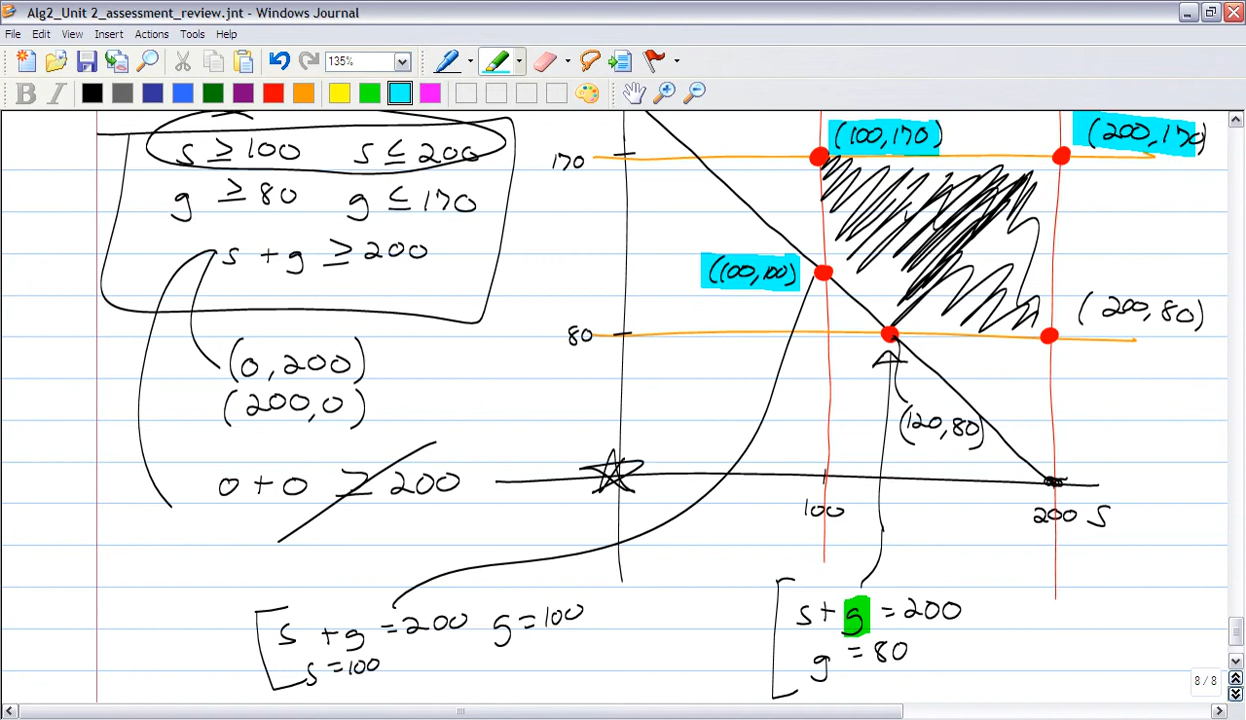 Alg2_Unit 2_assessment_review.jnt - Windows Journal
File Edit View Insert Actions Tools Help
135%
B I
s ≥ 100 s ≤ 200
g ≥ 80 g ≤ 170
s + g ≥ 200
(0,200)
(200,0)
0 + 0 ≥ 200
170
(100,170)
(200,170)
(100,100)
80
(200,80)
(120,80)
100
200 S
s + g = 200 g = 100
s = 100
s + g = 200
g = 80
8 / 8